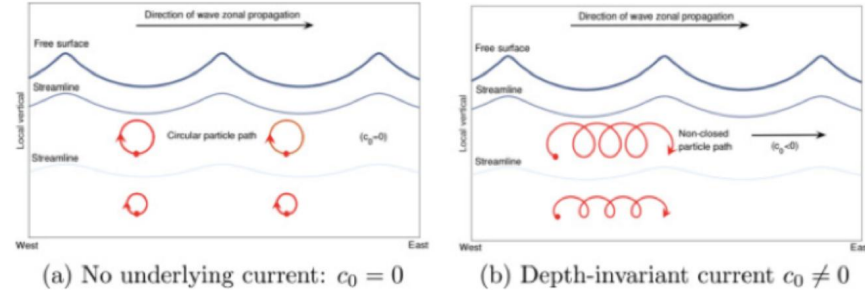 Direction of wave zonal propagation
Free surface
Streamline
Local vertical
Circular particle path
(c₀=0)
Streamline
West
East
(a) No underlying current: c₀ = 0
Direction of wave zonal propagation
Free surface
Streamline
Local vertical
Non-closed
particle path
(c₀<0)
Streamline
West
East
(b) Depth-invariant current c₀ ≠ 0